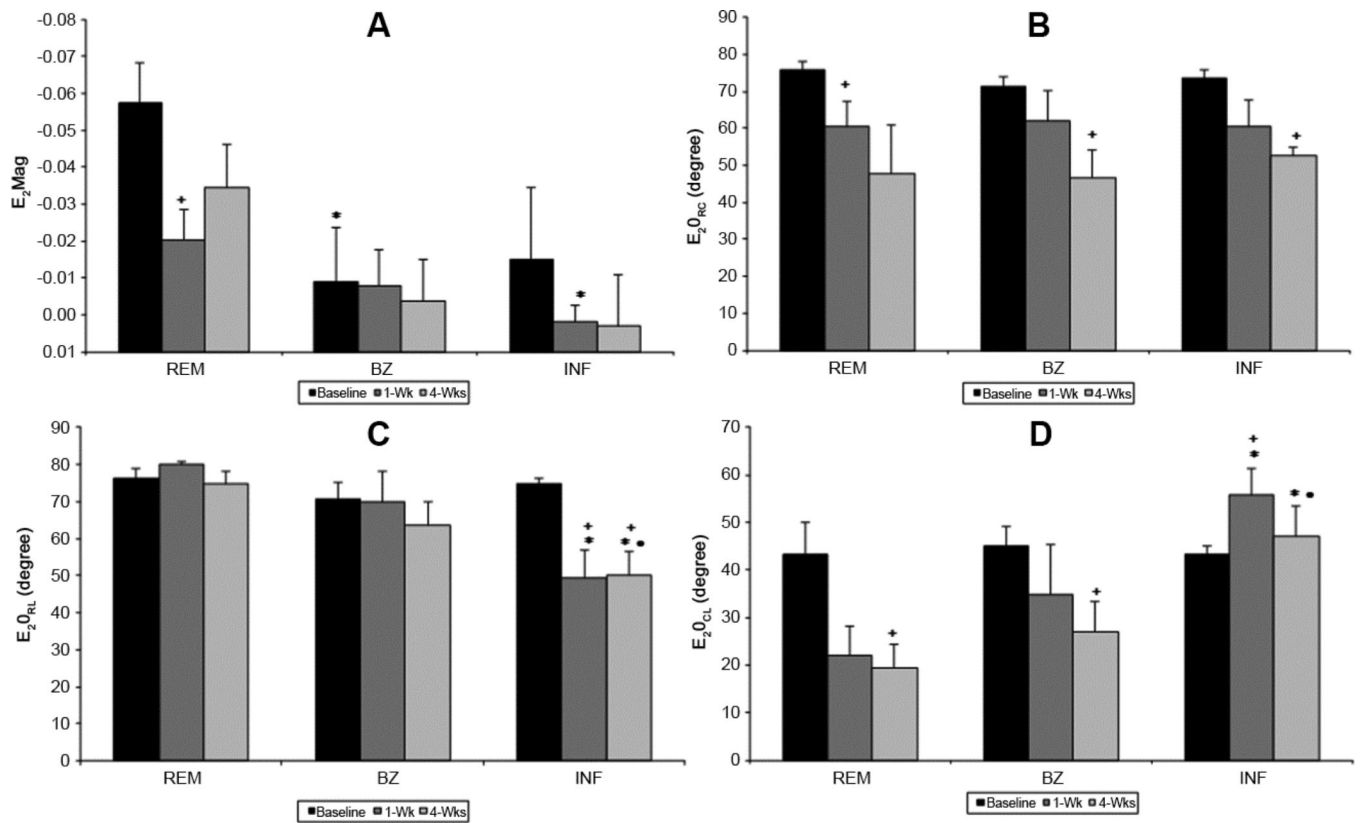 A
E₂Mag
-0.08
-0.07
-0.06
-0.05
-0.04
-0.03
-0.02
-0.01
0.00
0.01
+
*
*
REM BZ INF
Baseline 1-Wk 4-Wks
B
E₂0RC (degree)
90
80
70
60
50
40
30
20
10
0
+
+
+
REM BZ INF
Baseline 1-Wk 4-Wks
C
E₂0RL (degree)
90
80
70
60
50
40
30
20
10
0
+ +
* * •
REM BZ INF
Baseline 1-Wk 4-Wks
D
E₂0CL (degree)
70
60
50
40
30
20
10
0
+
*
* •
+
+
REM BZ INF
Baseline 1-Wk 4-Wks